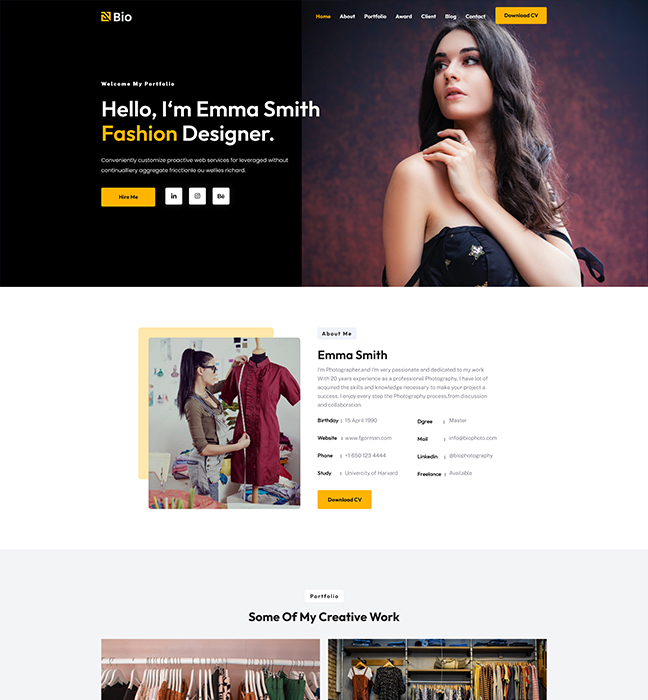 Bio
Home About Portfolio Award Client Blog Contact Download CV
Welcome My Portfolio
Hello, I‘m Emma Smith
Fashion Designer.
Conveniently customize proactive web services for leveraged without
continualliery aggregate fricctionle ou wellies richard.
Hire Me in Bē
About Me
Emma Smith
I'm Photographer,and I'm very passionate and dedicated to my work
With 20 years experience as a professional Photography, I have lot of
acquired the skills and knowledge necessary to make your project a
success. I enjoy every step the Photography process,from discussion
and collaboration.
Birthday : 15 April 1990 Dgree : Master
Website : www.fgorman.com Mail : info@biophoto.com
Phone : +1 650 123 4444 Linkedin : @biophotography
Study : Univercity of Harvard Freelance : Available
Download CV
Portfolio
Some Of My Creative Work